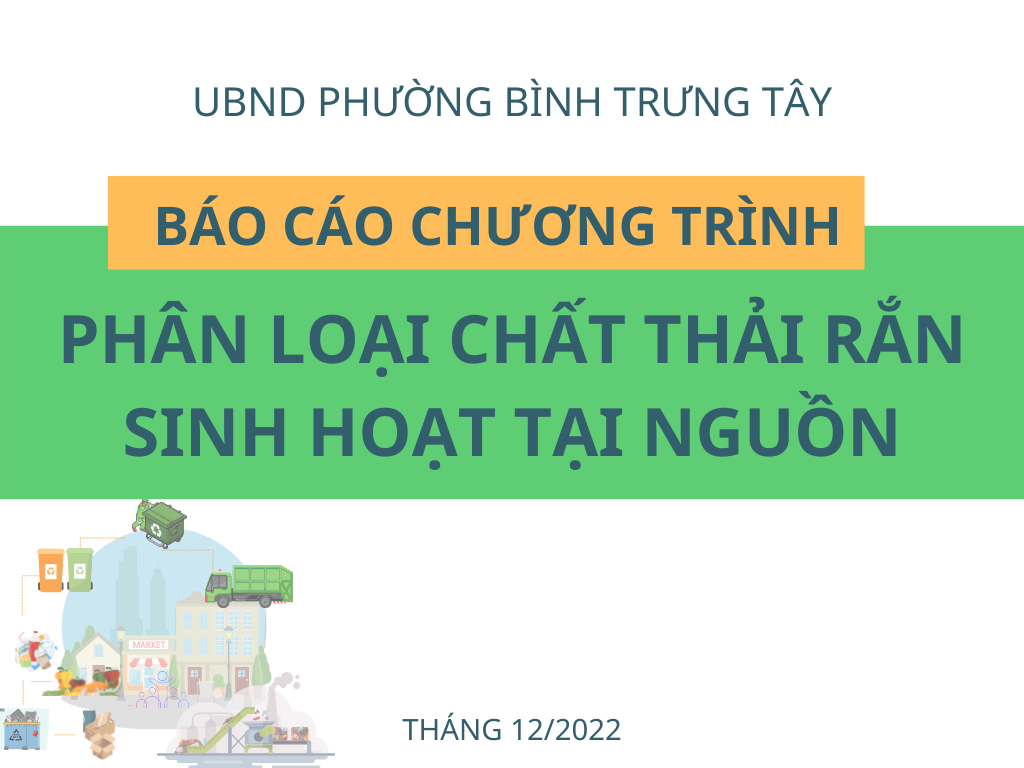 UBND PHƯỜNG BÌNH TRƯNG TÂY
BÁO CÁO CHƯƠNG TRÌNH
PHÂN LOẠI CHẤT THẢI RẮN
SINH HOẠT TẠI NGUỒN
MARKET
THÁNG 12/2022